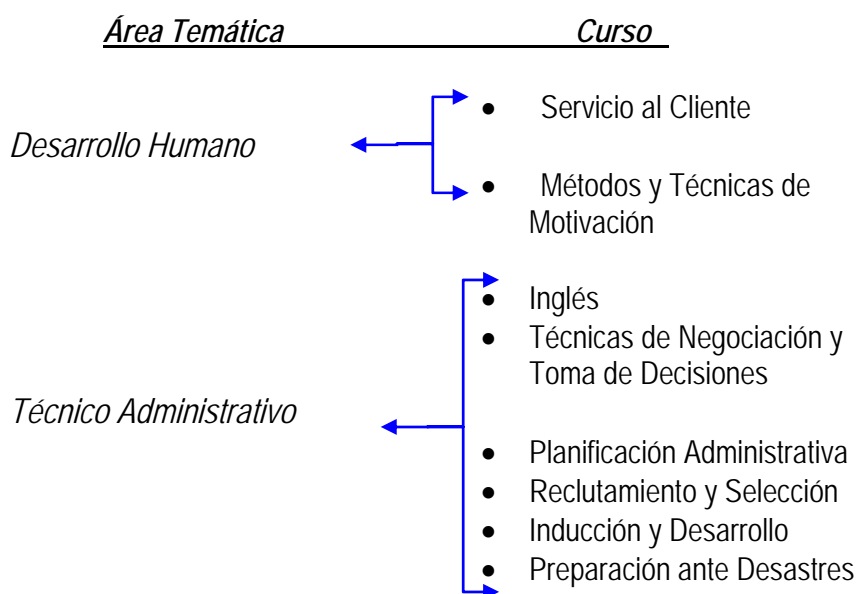 Área Temática Curso
• Servicio al Cliente
Desarrollo Humano
• Métodos y Técnicas de
Motivación
• Inglés
• Técnicas de Negociación y
Toma de Decisiones
Técnico Administrativo
• Planificación Administrativa
• Reclutamiento y Selección
• Inducción y Desarrollo
• Preparación ante Desastres